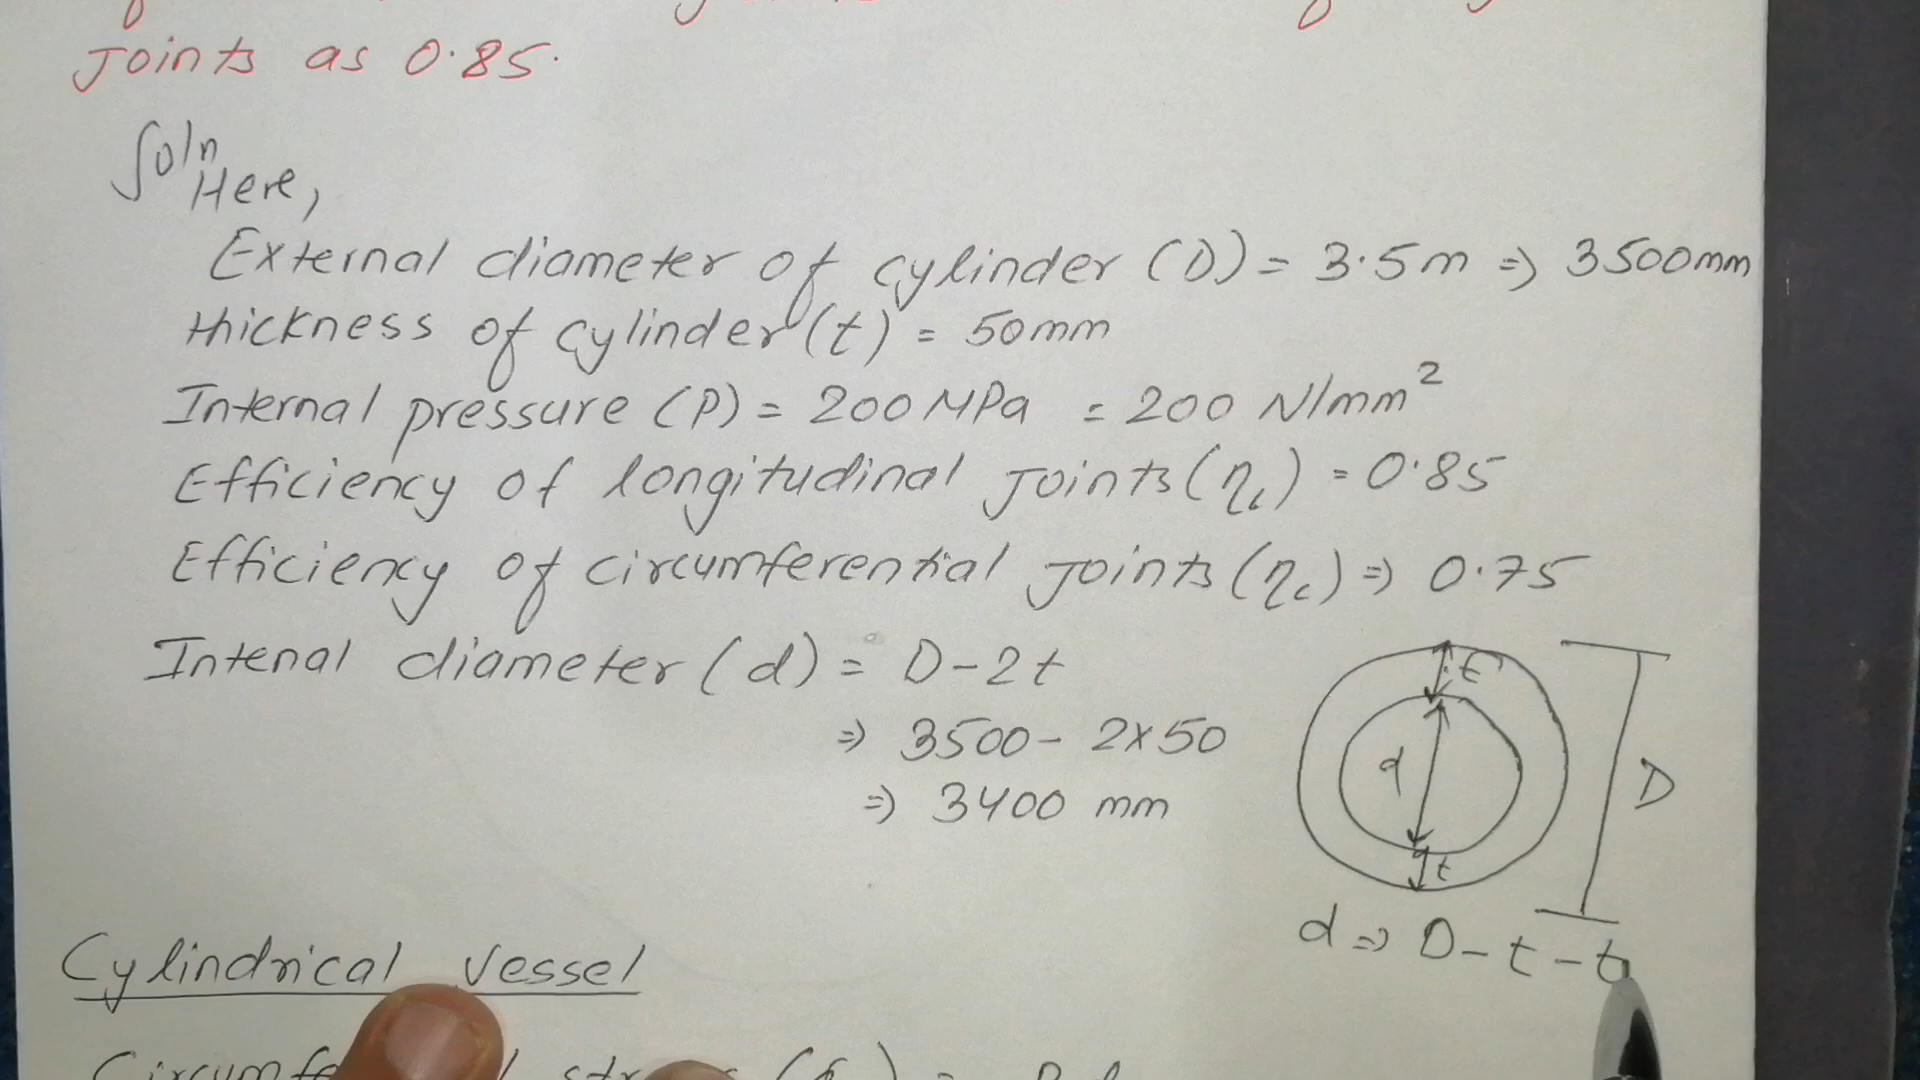 Joints as 0.85.
Soln
Here,
External diameter of cylinder (D) = 3.5m => 3500mm
thickness of cylinder (t) = 50mm
Internal pressure (P) = 200 MPa = 200 N/mm²
Efficiency of longitudinal Joints (ηL) = 0.85
Efficiency of circumferential Joints (ηc) => 0.75
Intenal diameter (d) = D-2t
=> 3500 - 2×50
=> 3400 mm
t
d
D
t
d => D-t-t
Cylindrical Vessel